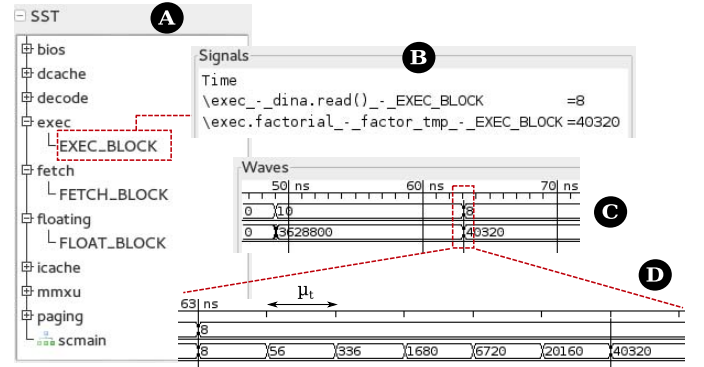 SST
A
bios
dcache
decode
exec
EXEC_BLOCK
fetch
FETCH_BLOCK
floating
FLOAT_BLOCK
icache
mmxu
paging
scmain
Signals
B
Time
\exec_-_dina.read()_-_EXEC_BLOCK =8
\exec.factorial_-_factor_tmp_-_EXEC_BLOCK =40320
Waves
50 ns 60 ns 70 ns
0 10 8
0 3628800 40320
C
D
63 ns
μt
8
8 56 336 1680 6720 20160 40320